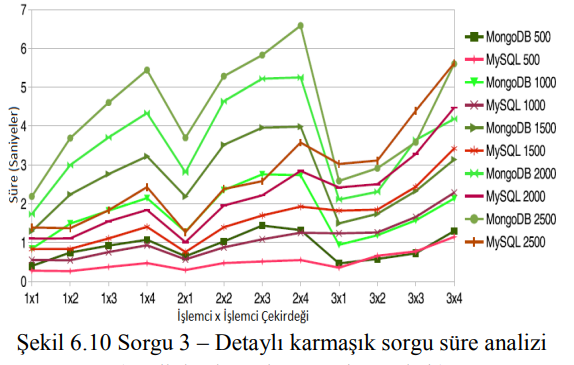 7
6
5
4
3
2
1
0
Süre (Saniyeler)
1x1 1x2 1x3 1x4 2x1 2x2 2x3 2x4 3x1 3x2 3x3 3x4
İşlemci x İşlemci Çekirdeği
MongoDB 500
MySQL 500
MongoDB 1000
MySQL 1000
MongoDB 1500
MySQL 1500
MongoDB 2000
MySQL 2000
MongoDB 2500
MySQL 2500
Şekil 6.10 Sorgu 3 – Detaylı karmaşık sorgu süre analizi